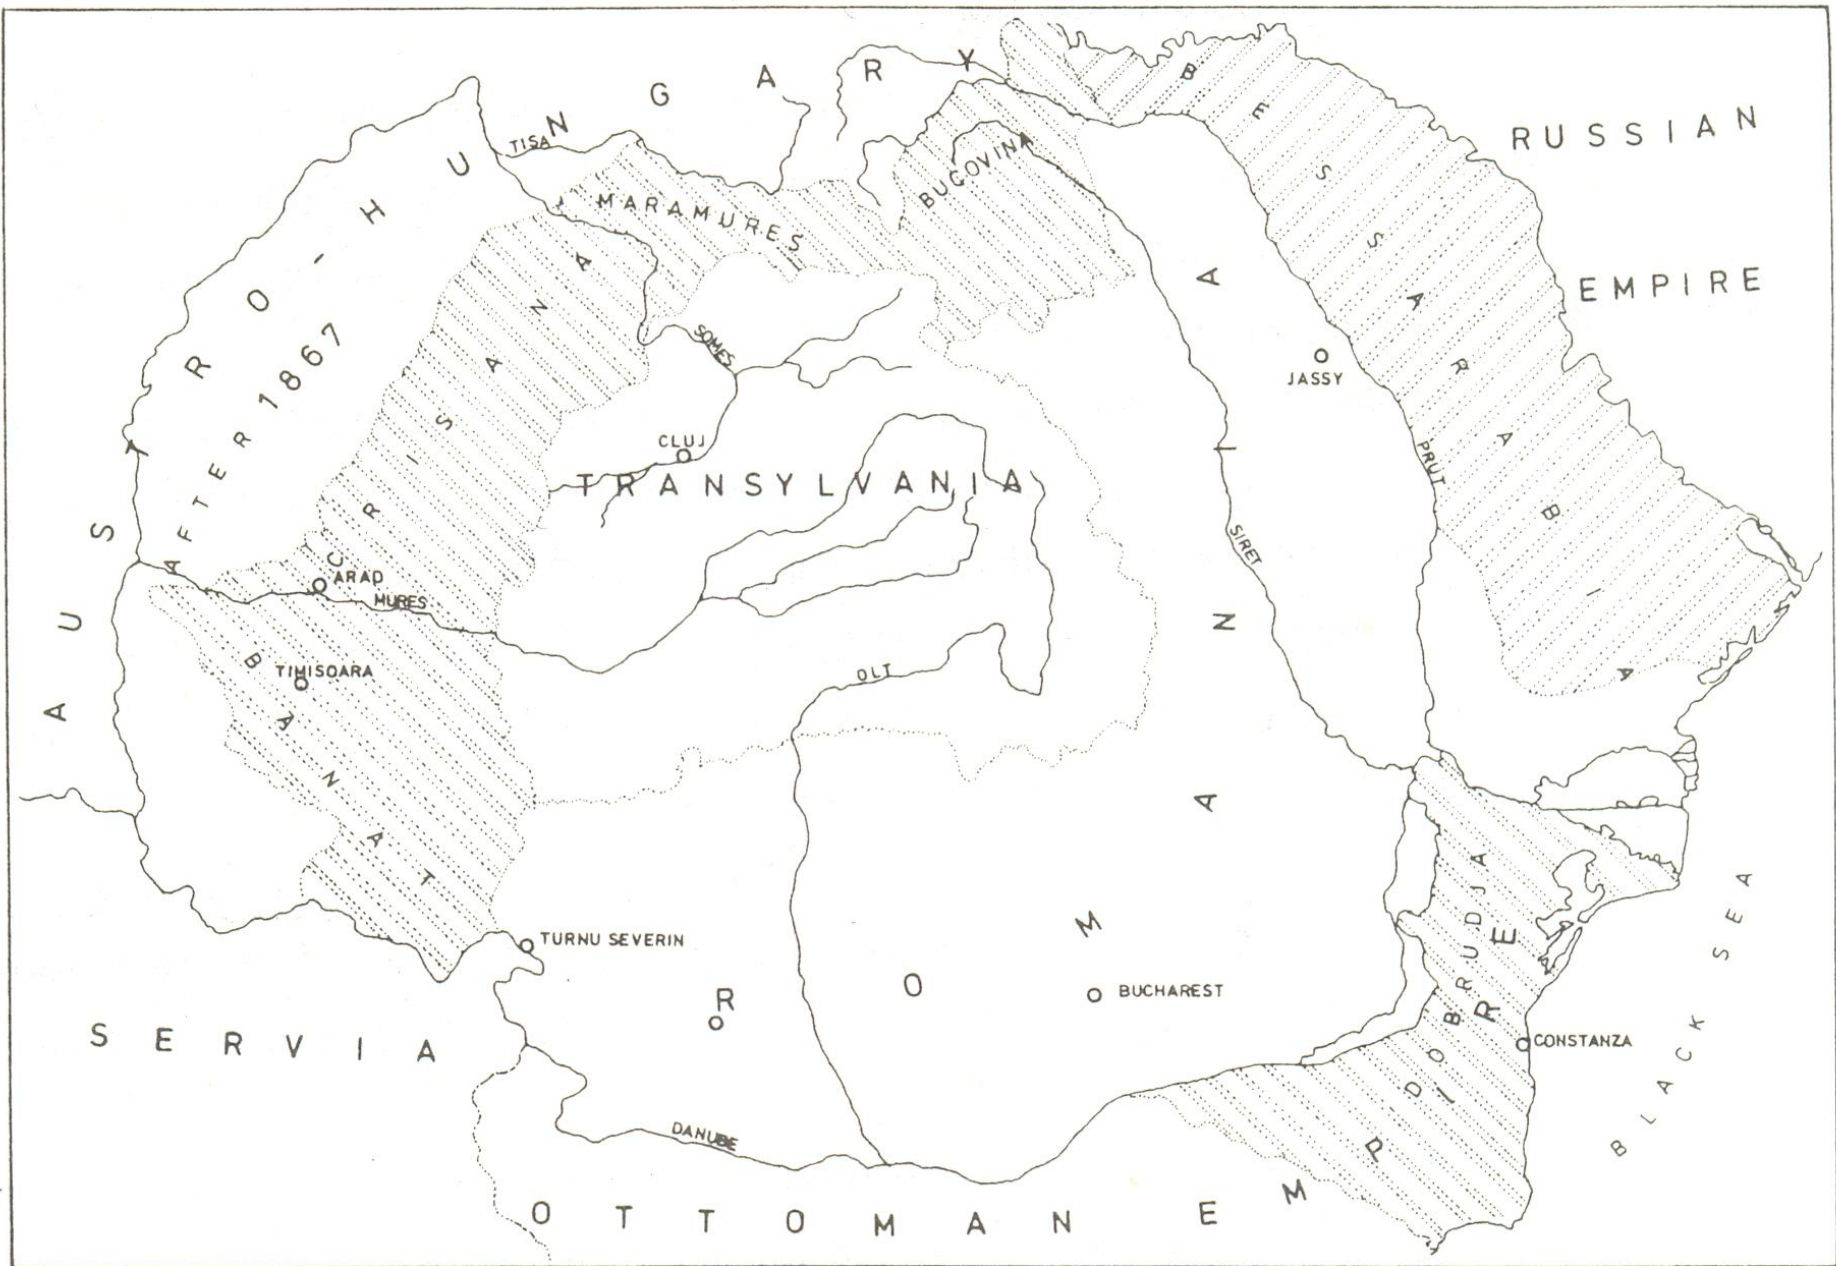 AUSTRO-HUNGARY
AFTER 1867
RUSSIAN
EMPIRE
BESSARABIA
BUCOVINA
TISA
MARAMURES
CRISANA
SOMES
CLUJ
TRANSYLVANIA
JASSY
PRUT
SIRET
ARAD
MURES
BANAT
TIMISOARA
OLT
ROMANIA
TURNU SEVERIN
BUCHAREST
DOBRUDJA
CONSTANZA
BLACK SEA
SERVIA
DANUBE
OTTOMAN EMPIRE